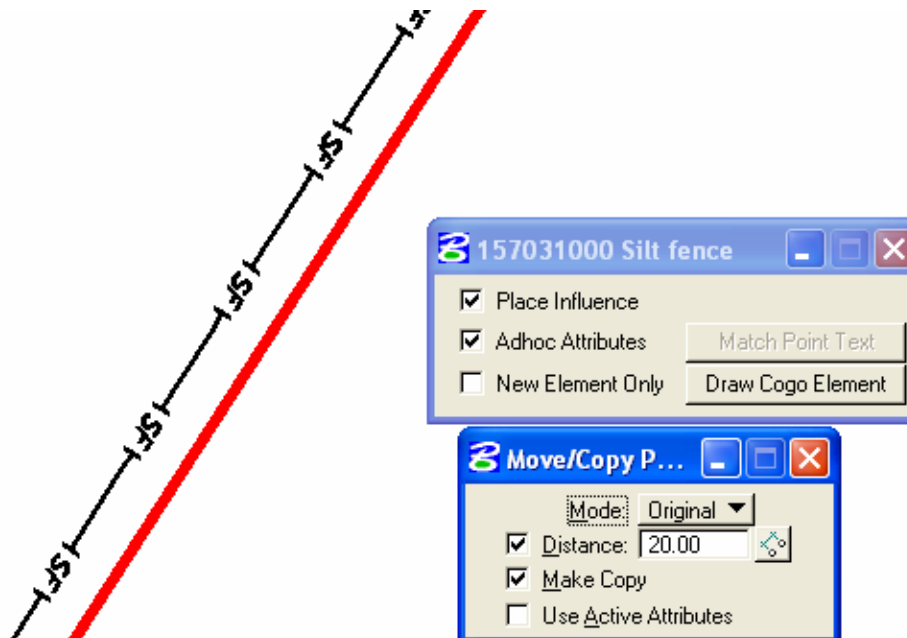 SF
SF
SF
SF
SF
157031000 Silt fence
Place Influence
Adhoc Attributes Match Point Text
New Element Only Draw Cogo Element
Move/Copy P...
Mode: Original
Distance: 20.00
Make Copy
Use Active Attributes